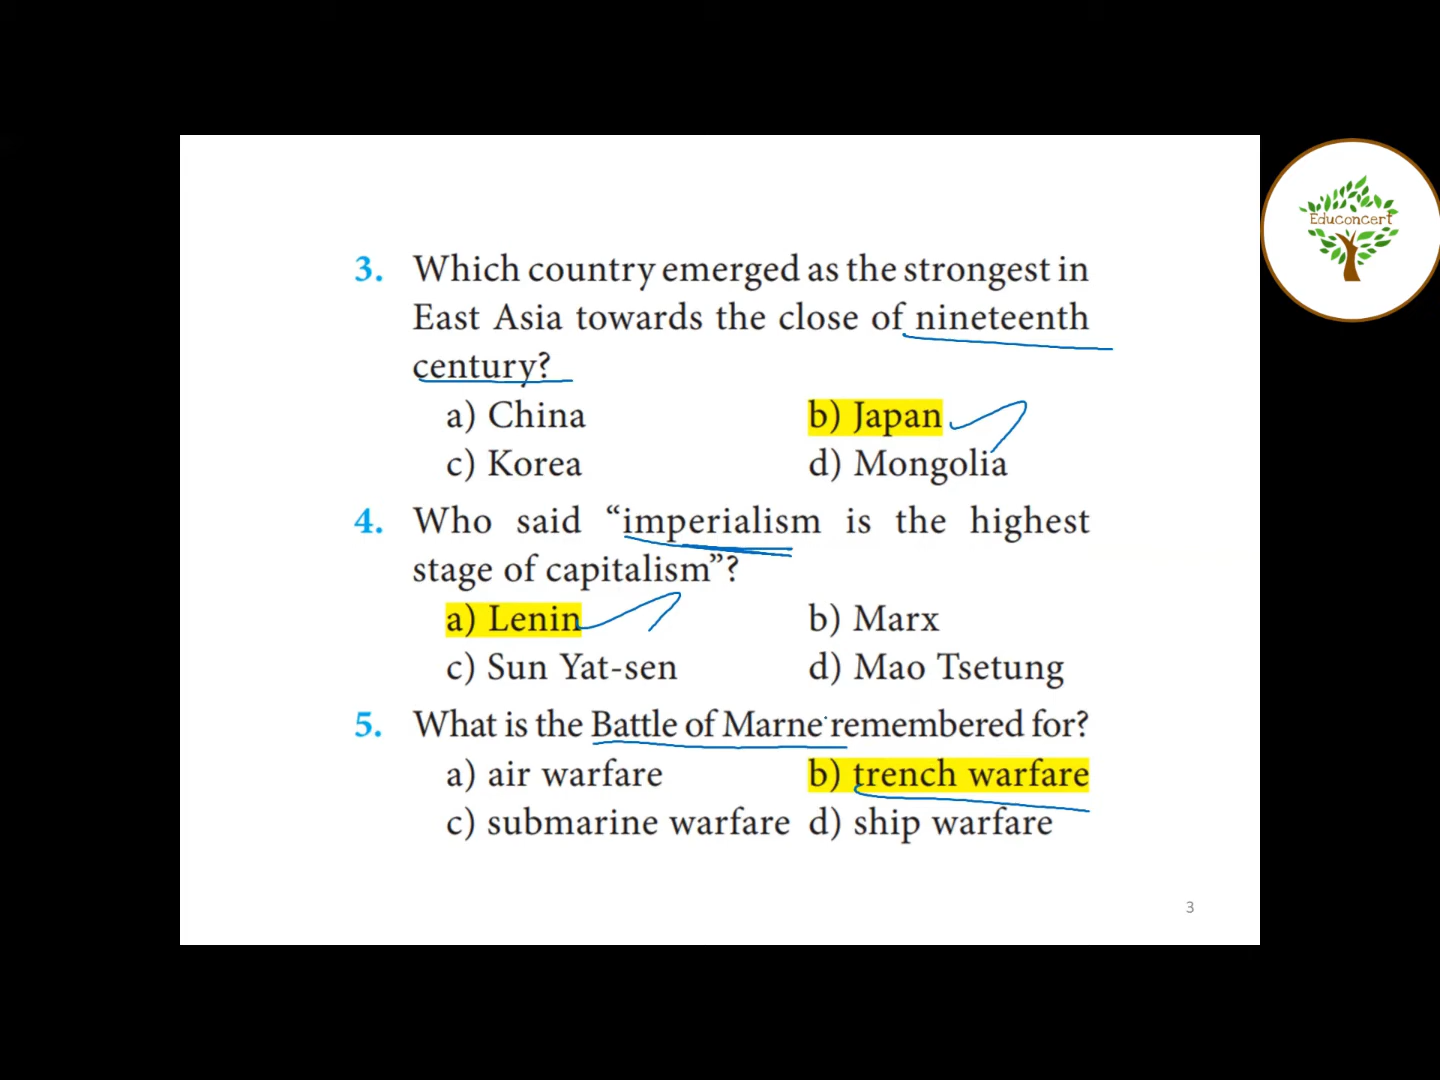 Educoncert
3. Which country emerged as the strongest in
East Asia towards the close of nineteenth
century?
a) China b) Japan
c) Korea d) Mongolia
4. Who said “imperialism is the highest
stage of capitalism”?
a) Lenin b) Marx
c) Sun Yat-sen d) Mao Tsetung
5. What is the Battle of Marne remembered for?
a) air warfare b) trench warfare
c) submarine warfare d) ship warfare
3